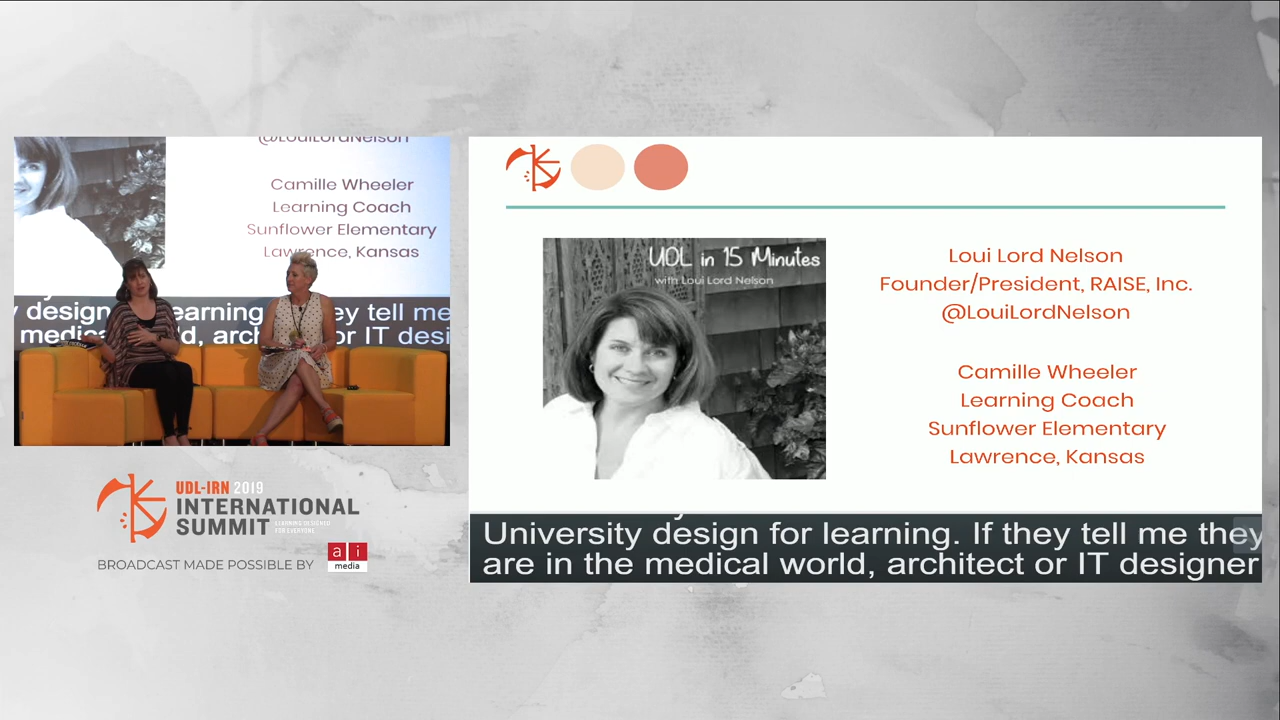 @LouiLordNelson
Camille Wheeler
Learning Coach
Sunflower Elementary
Lawrence, Kansas
design earning ey tell me
medica d, arch or IT desi
UDL-IRN 2019
INTERNATIONAL
SUMMIT
LEARNING DESIGNED
FOR EVERYONE
BROADCAST MADE POSSIBLE BY
ai
media
UDL in 15 Minutes
with Loui Lord Nelson
Loui Lord Nelson
Founder/President, RAISE, Inc.
@LouiLordNelson
Camille Wheeler
Learning Coach
Sunflower Elementary
Lawrence, Kansas
University design for learning. If they tell me they
are in the medical world, architect or IT designer